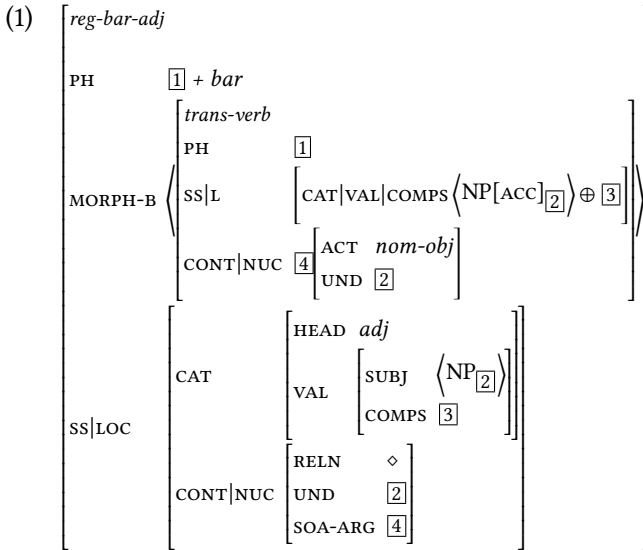 (1)
reg-bar-adj
PH [1] + bar
trans-verb
PH [1]
MORPH-B ⟨ SS|L [CAT|VAL|COMPS ⟨NP[ACC][2]⟩ ⊕ [3]] ⟩
CONT|NUC [4] [ACT nom-obj
UND [2]]
HEAD adj
CAT
VAL [SUBJ ⟨NP[2]⟩
COMPS [3]]
SS|LOC
RELN ⋄
CONT|NUC UND [2]
SOA-ARG [4]